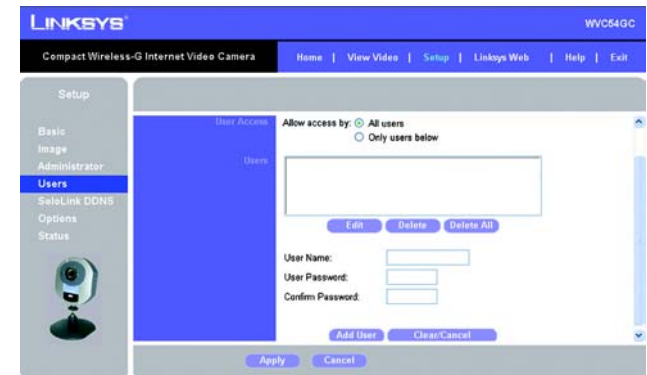 LINKSYS®
WVC54GC
Compact Wireless-G Internet Video Camera
Home | View Video | Setup | Linksys Web | Help | Exit
Setup
Basic
Image
Administrator
Users
SoloLink DDNS
Options
Status
User Access
Allow access by: All users
Only users below
Users
Edit Delete Delete All
User Name:
User Password:
Confirm Password:
Add User Clear/Cancel
Apply Cancel